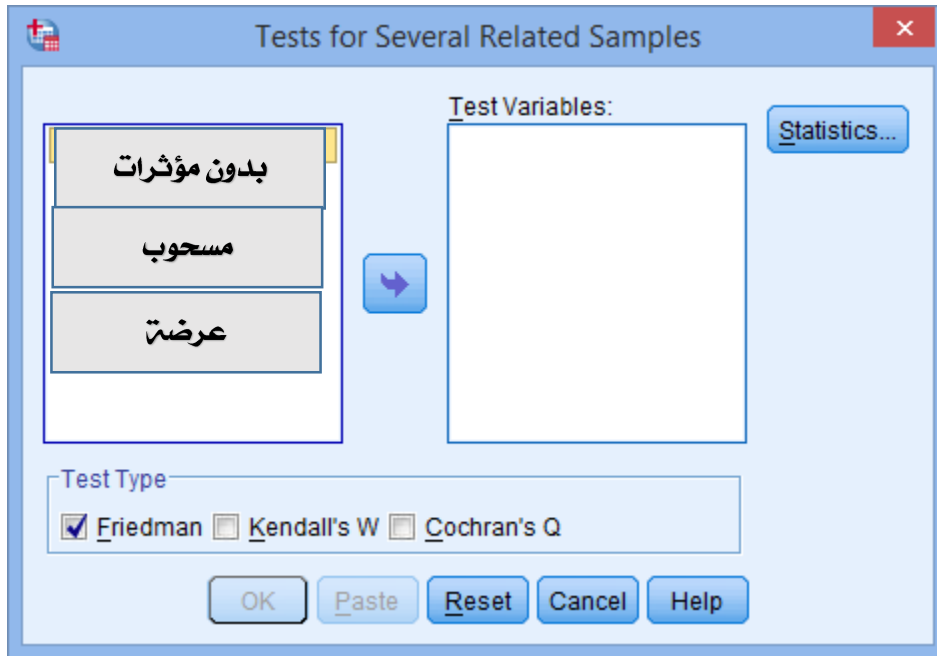 Tests for Several Related Samples
Test Variables:
Statistics...
بدون مؤثرات
مسحوب
عرضة
Test Type
Friedman Kendall's W Cochran's Q
OK Paste Reset Cancel Help